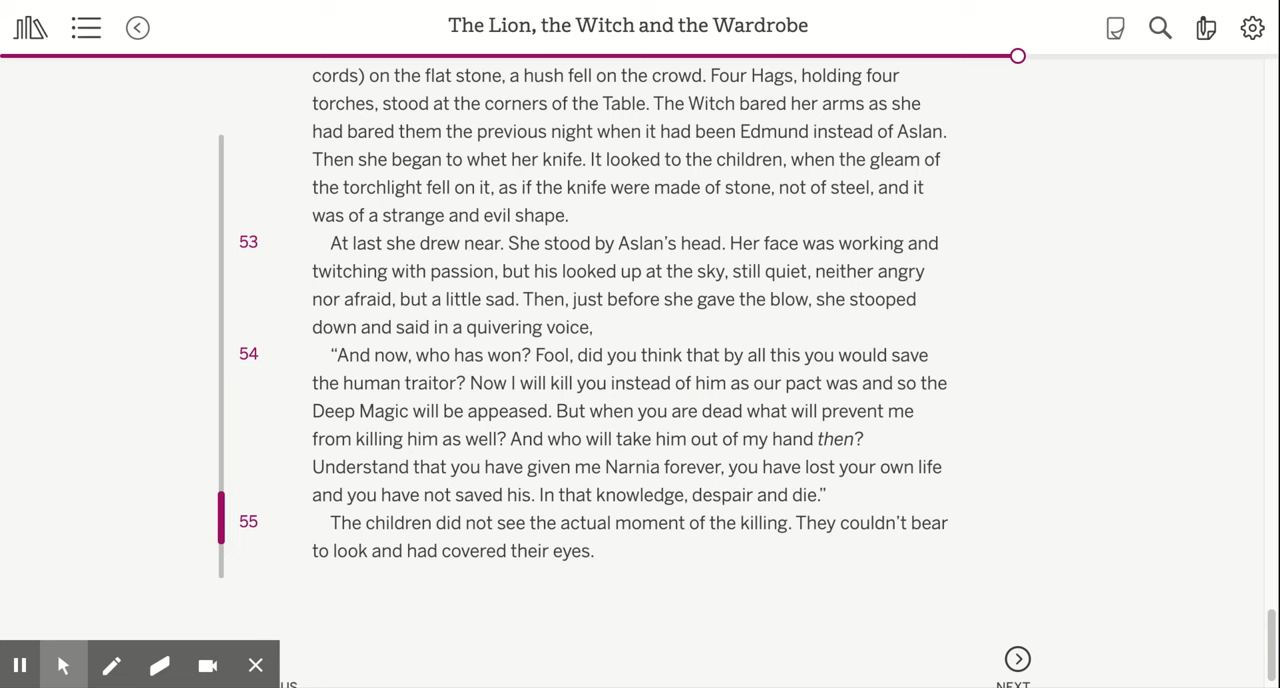 The Lion, the Witch and the Wardrobe
cords) on the flat stone, a hush fell on the crowd. Four Hags, holding four
torches, stood at the corners of the Table. The Witch bared her arms as she
had bared them the previous night when it had been Edmund instead of Aslan.
Then she began to whet her knife. It looked to the children, when the gleam of
the torchlight fell on it, as if the knife were made of stone, not of steel, and it
was of a strange and evil shape.
53
At last she drew near. She stood by Aslan’s head. Her face was working and
twitching with passion, but his looked up at the sky, still quiet, neither angry
nor afraid, but a little sad. Then, just before she gave the blow, she stooped
down and said in a quivering voice,
54
“And now, who has won? Fool, did you think that by all this you would save
the human traitor? Now I will kill you instead of him as our pact was and so the
Deep Magic will be appeased. But when you are dead what will prevent me
from killing him as well? And who will take him out of my hand then?
Understand that you have given me Narnia forever, you have lost your own life
and you have not saved his. In that knowledge, despair and die.”
55
The children did not see the actual moment of the killing. They couldn’t bear
to look and had covered their eyes.
US
NEXT